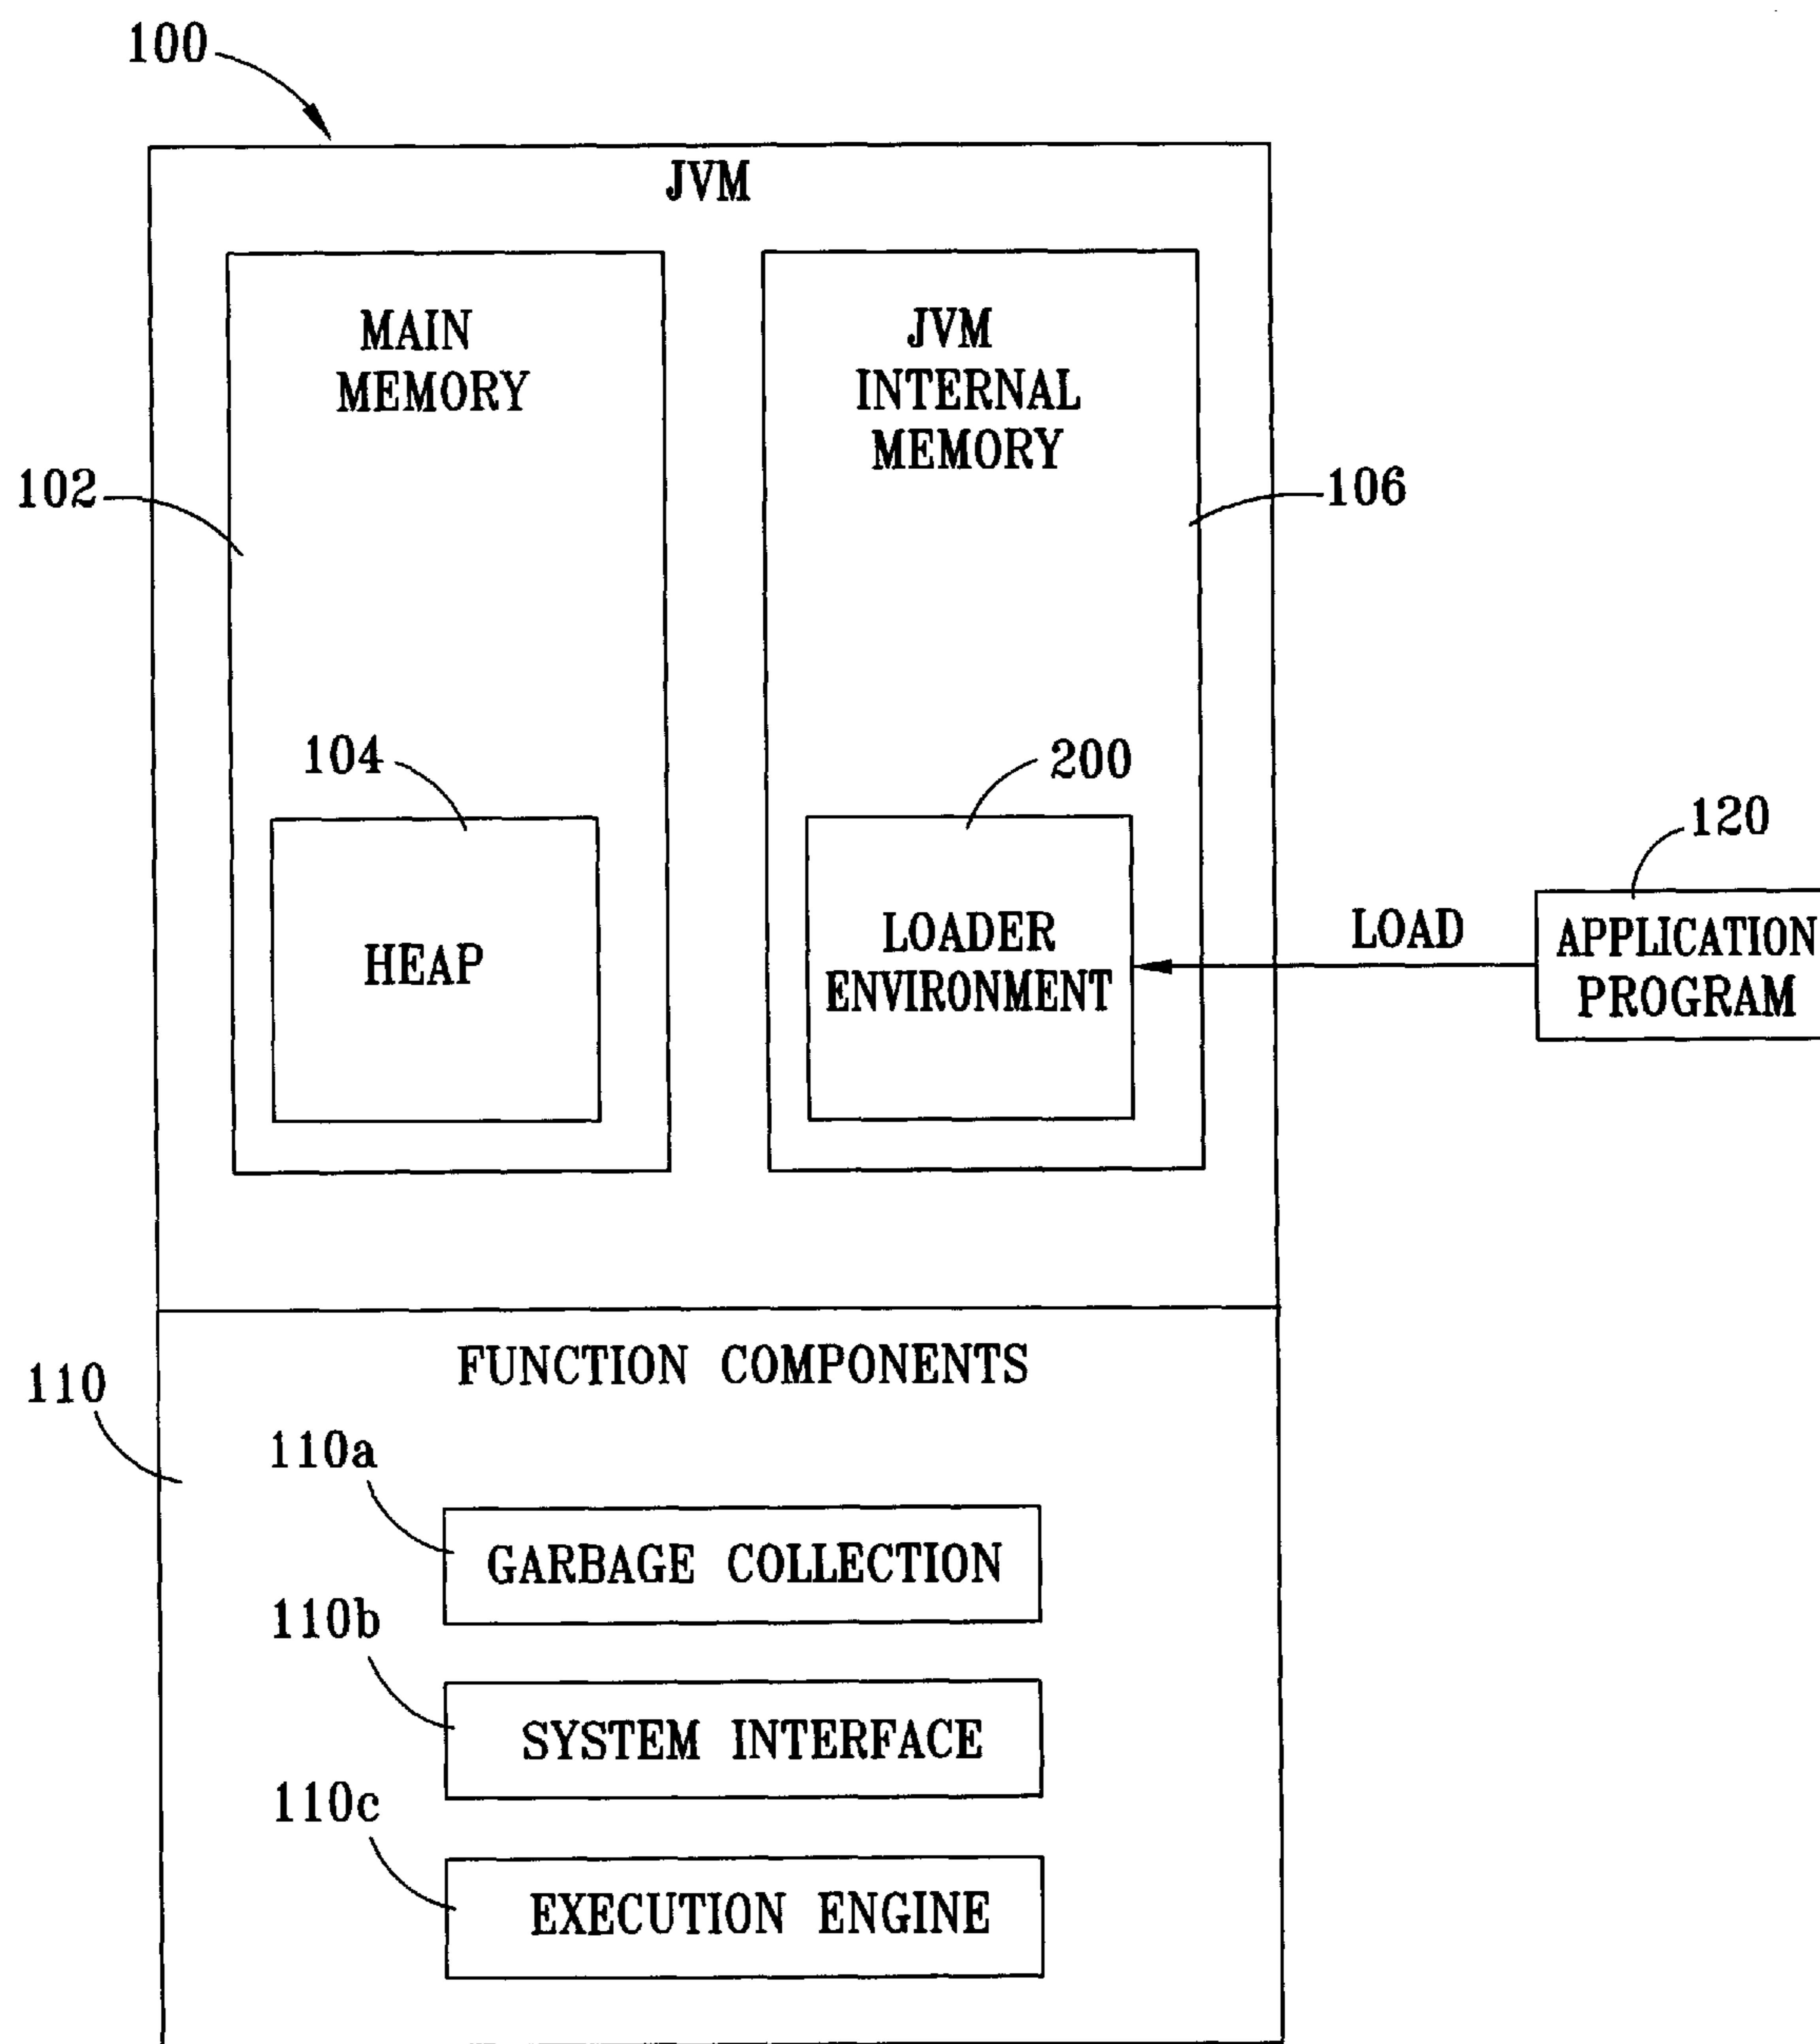 100
JVM
MAIN
MEMORY
JVM
INTERNAL
MEMORY
102
106
104
200
120
HEAP
LOADER
ENVIRONMENT
LOAD
APPLICATION
PROGRAM
FUNCTION COMPONENTS
110
110a
GARBAGE COLLECTION
110b
SYSTEM INTERFACE
110c
EXECUTION ENGINE